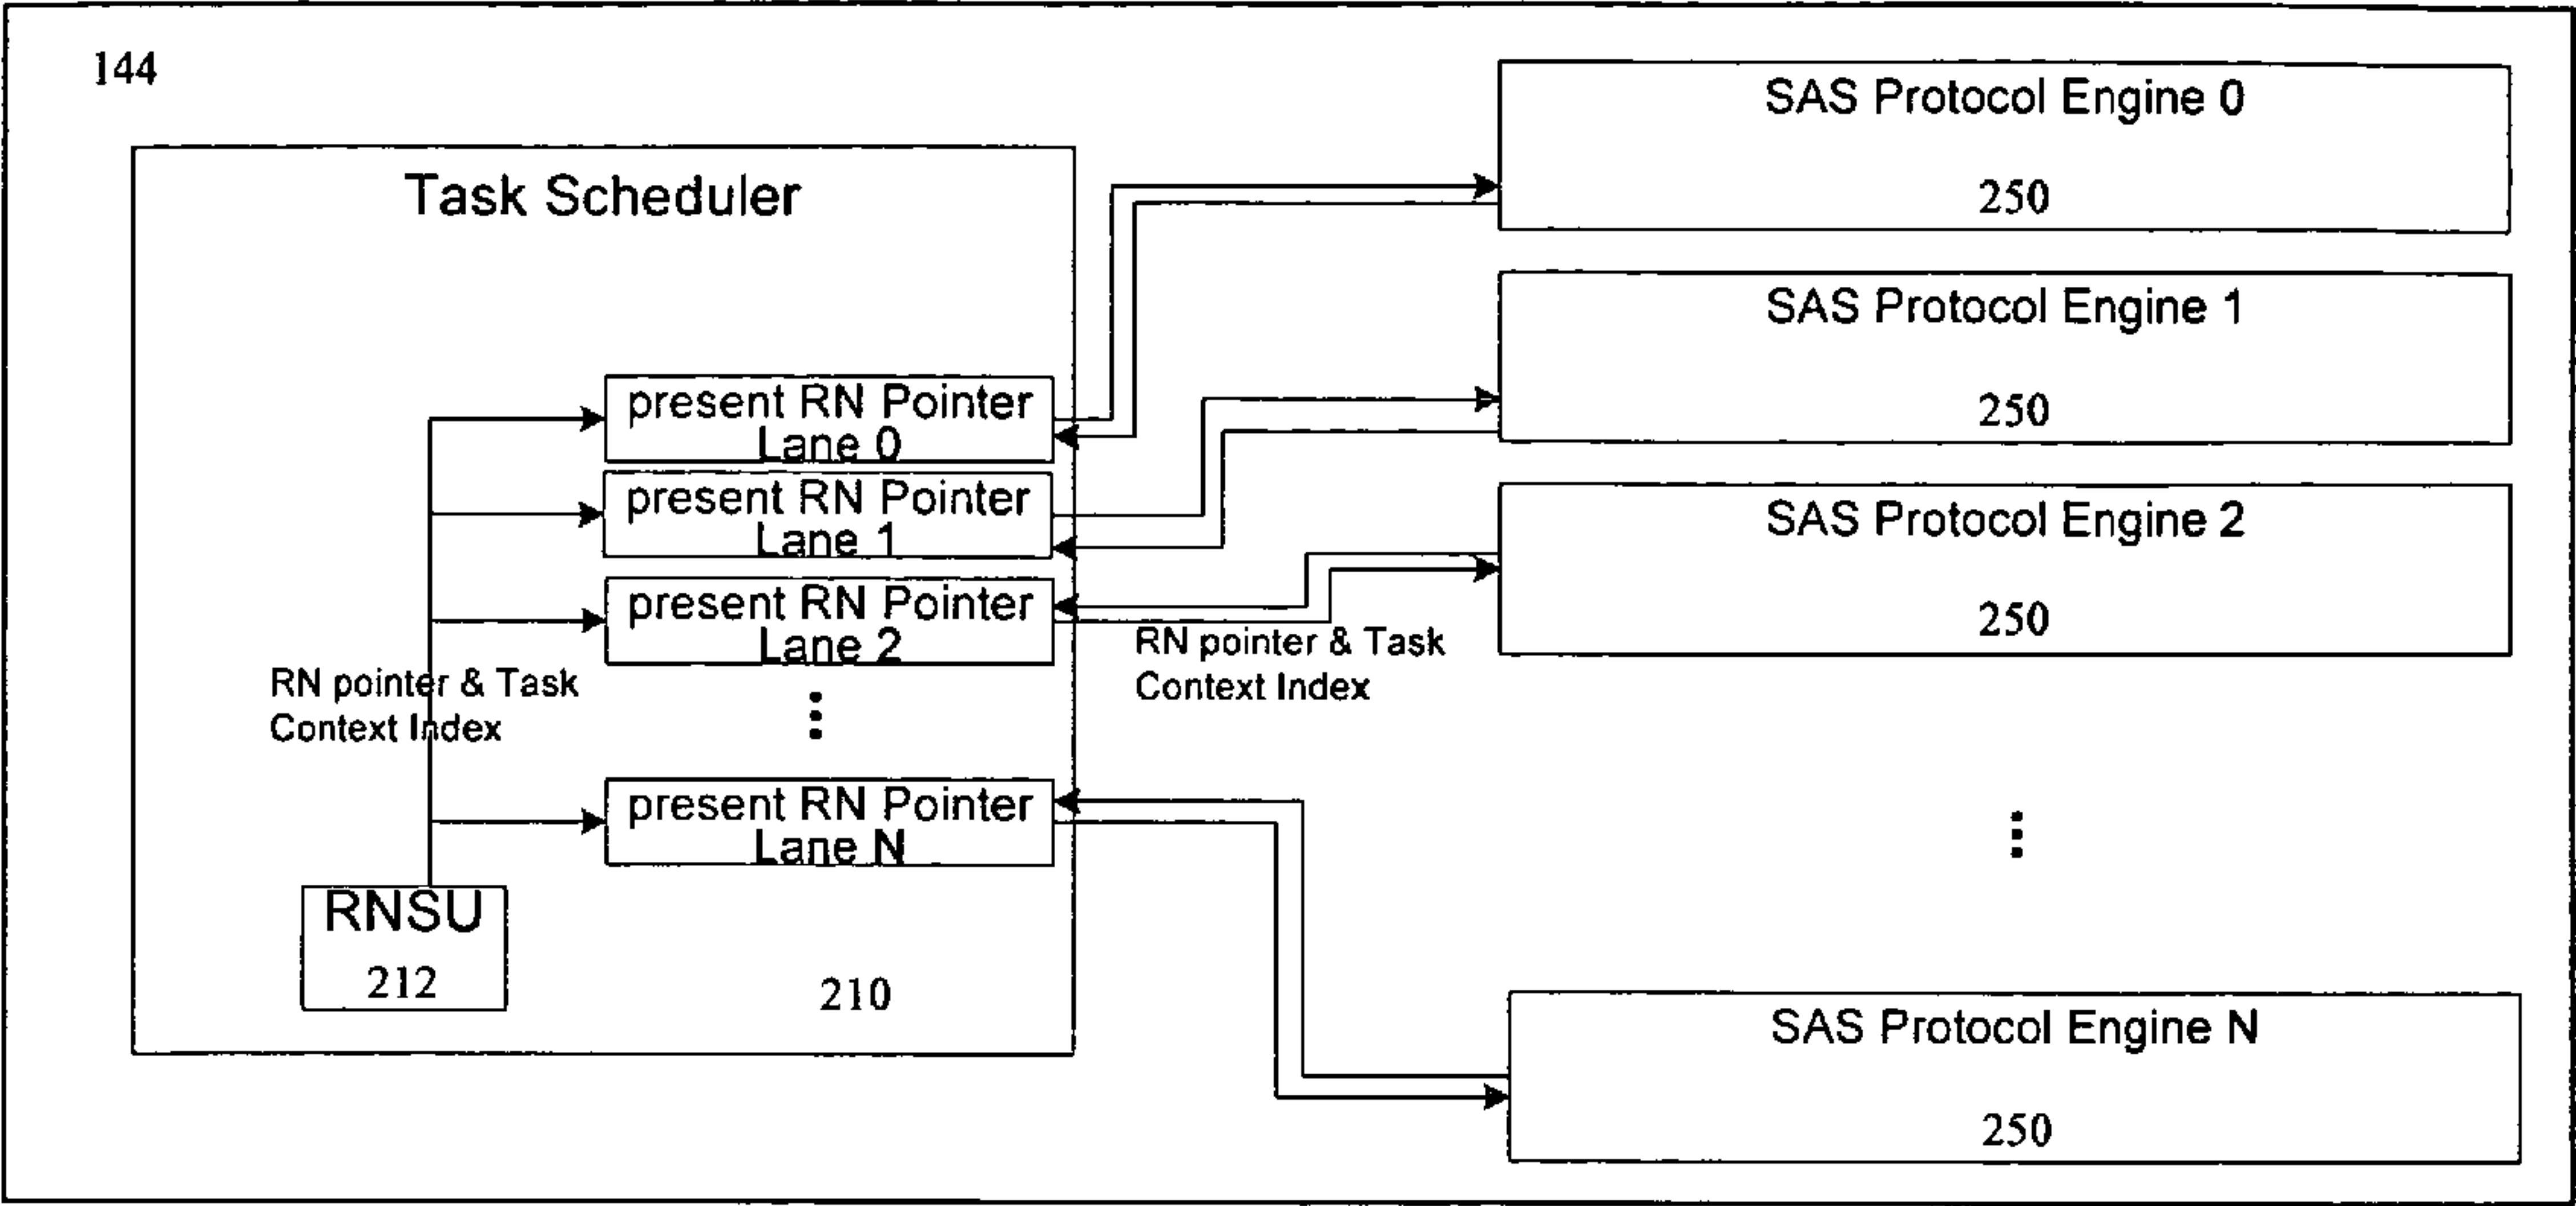 144
Task Scheduler
present RN Pointer
Lane 0
present RN Pointer
Lane 1
present RN Pointer
Lane 2
RN pointer & Task
Context Index
present RN Pointer
Lane N
RNSU
212
210
RN pointer & Task
Context Index
SAS Protocol Engine 0
250
SAS Protocol Engine 1
250
SAS Protocol Engine 2
250
SAS Protocol Engine N
250